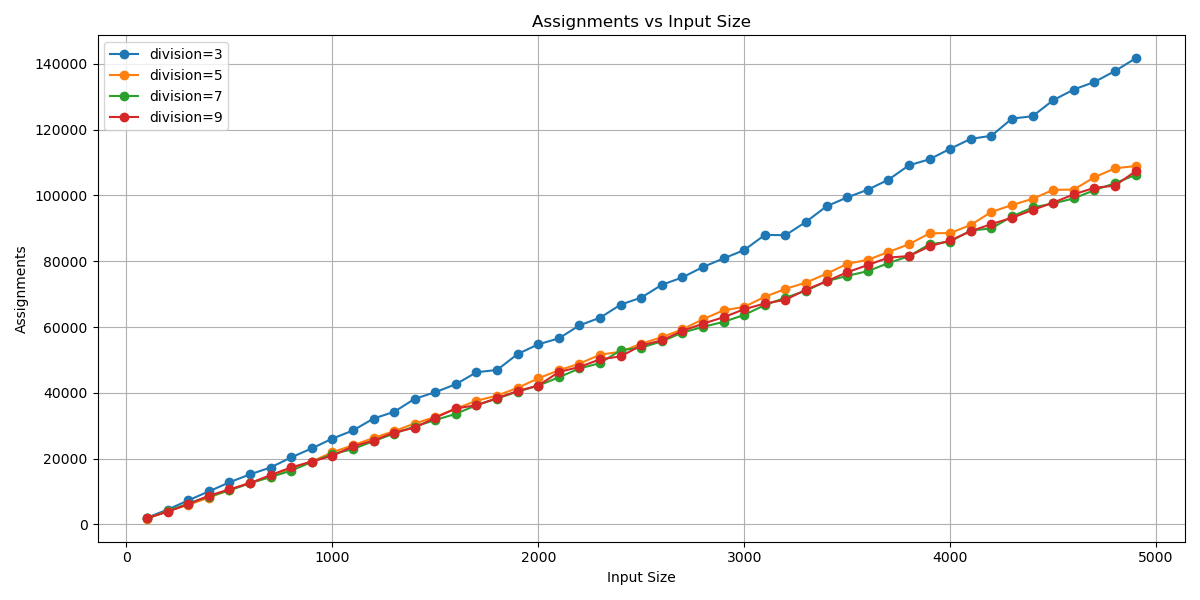 Assignments vs Input Size
division=3
division=5
division=7
division=9
140000
120000
100000
80000
60000
40000
20000
0
Assignments
0 1000 2000 3000 4000 5000
Input Size